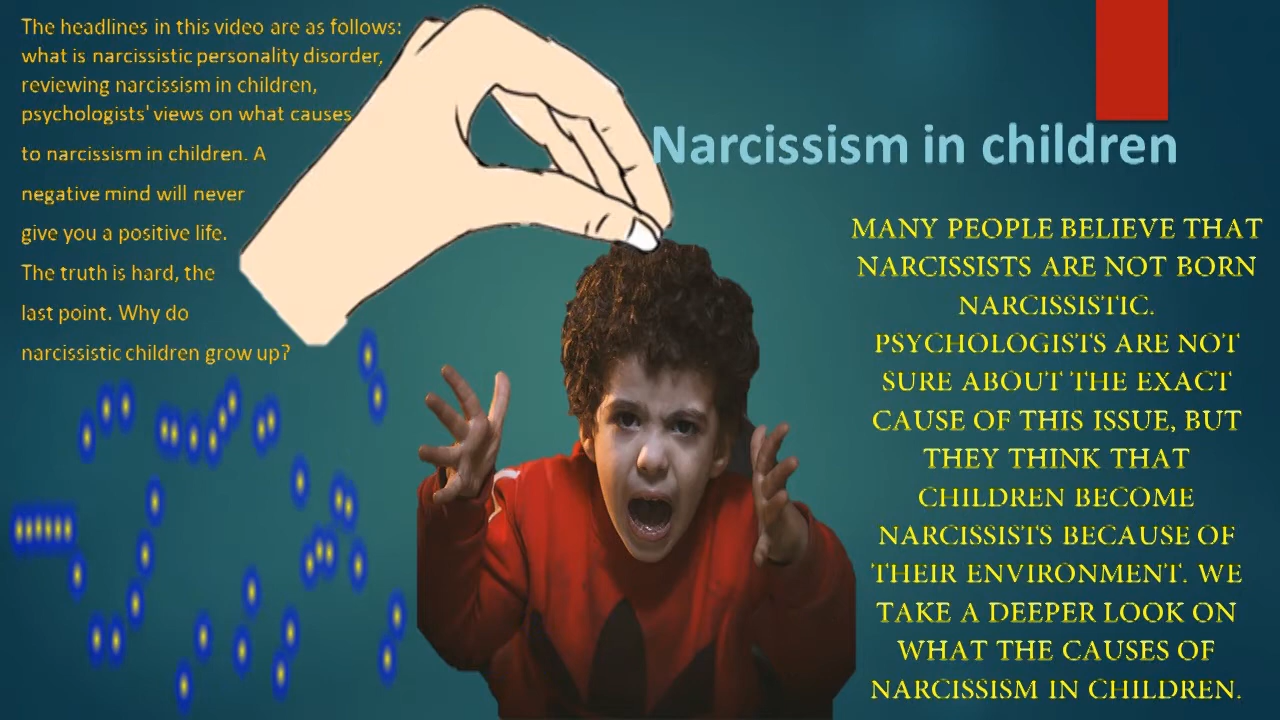 The headlines in this video are as follows:
what is narcissistic personality disorder,
reviewing narcissism in children,
psychologists' views on what causes
to narcissism in children. A
negative mind will never
give you a positive life.
The truth is hard, the
last point. Why do
narcissistic children grow up?
Narcissism in children
MANY PEOPLE BELIEVE THAT
NARCISSISTS ARE NOT BORN
NARCISSISTIC.
PSYCHOLOGISTS ARE NOT
SURE ABOUT THE EXACT
CAUSE OF THIS ISSUE, BUT
THEY THINK THAT
CHILDREN BECOME
NARCISSISTS BECAUSE OF
THEIR ENVIRONMENT. WE
TAKE A DEEPER LOOK ON
WHAT THE CAUSES OF
NARCISSISM IN CHILDREN.